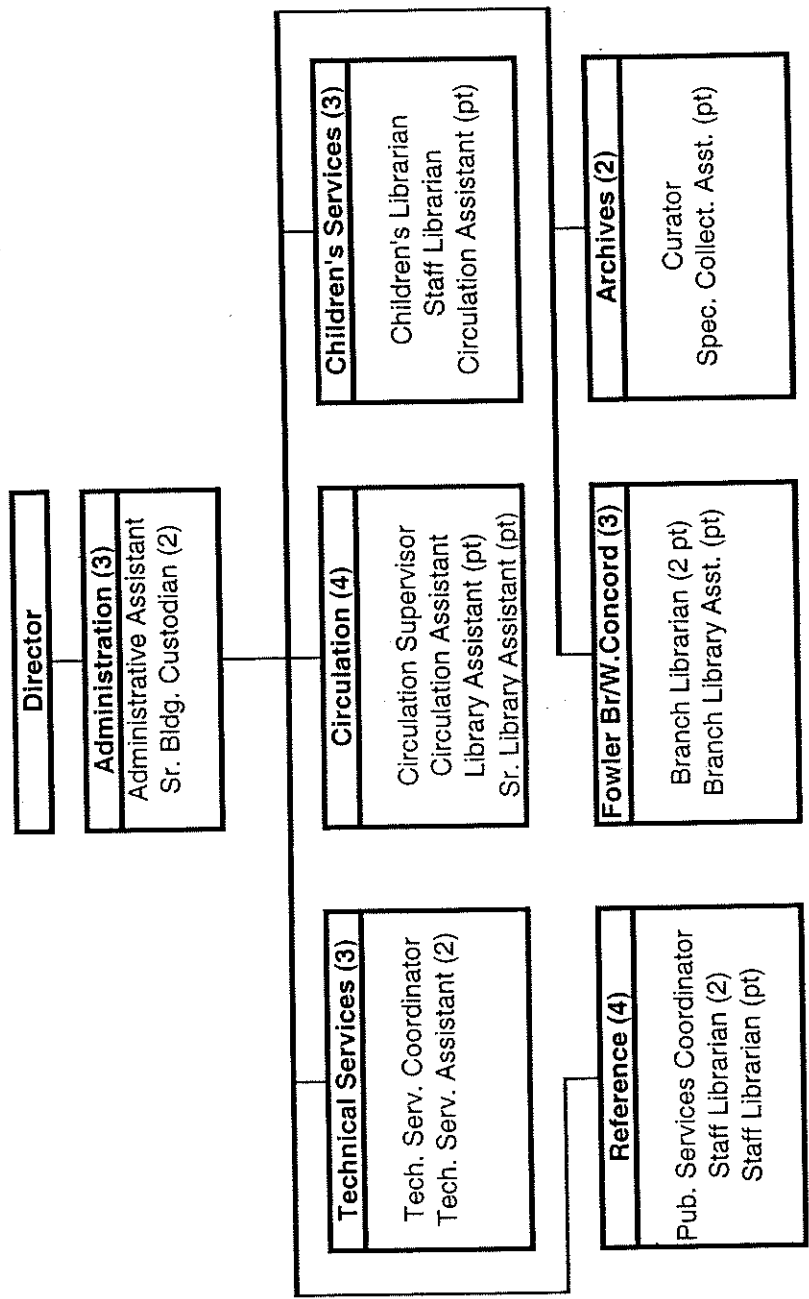 Director
Administration (3)
Administrative Assistant
Sr. Bldg. Custodian (2)
Technical Services (3)
Tech. Serv. Coordinator
Tech. Serv. Assistant (2)
Circulation (4)
Circulation Supervisor
Circulation Assistant
Library Assistant (pt)
Sr. Library Assistant (pt)
Children's Services (3)
Children's Librarian
Staff Librarian
Circulation Assistant (pt)
Reference (4)
Pub. Services Coordinator
Staff Librarian (2)
Staff Librarian (pt)
Fowler Br/W.Concord (3)
Branch Librarian (2 pt)
Branch Library Asst. (pt)
Archives (2)
Curator
Spec. Collect. Asst. (pt)